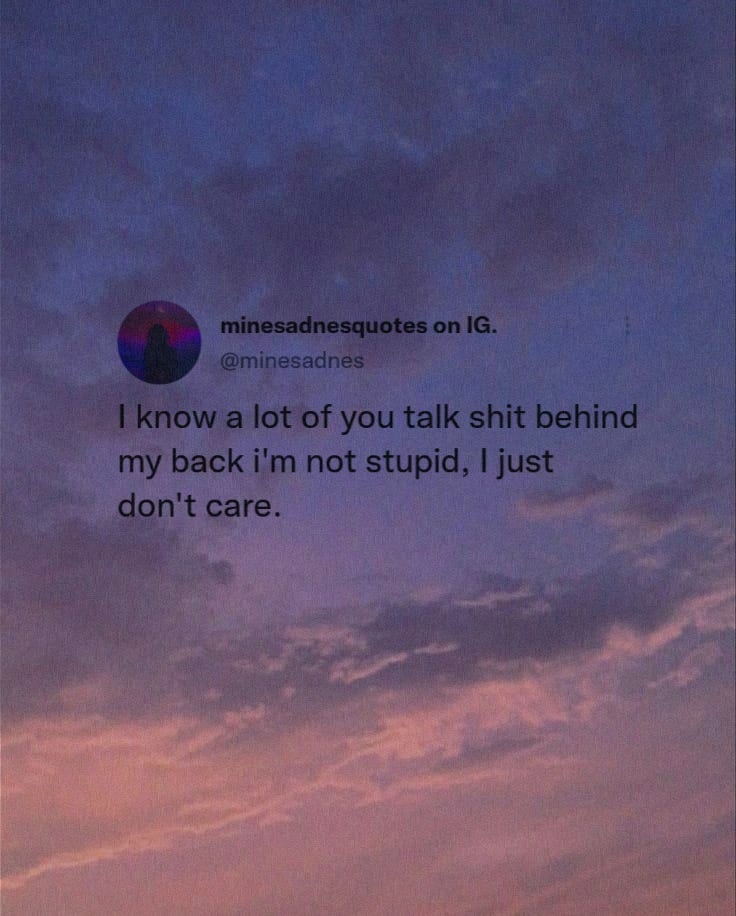 minesadnesquotes on IG.
@minesadnes
I know a lot of you talk shit behind
my back i'm not stupid, I just
don't care.